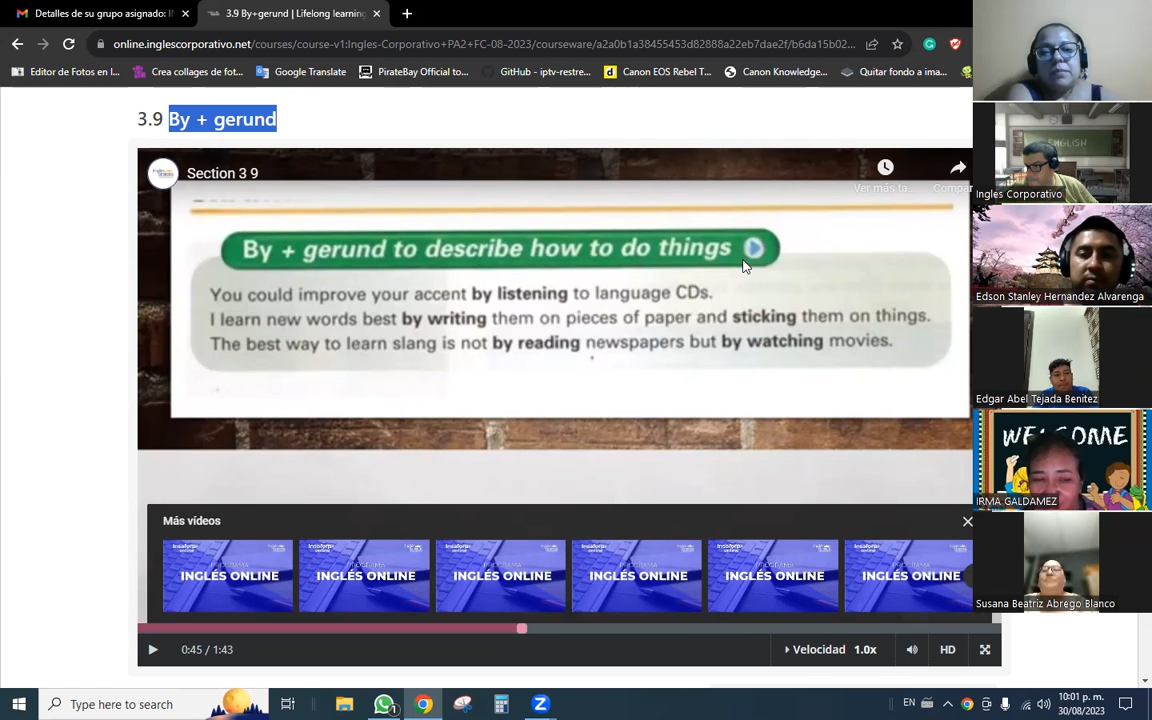 Detalles de su grupo asignado: II
3.9 By+gerund | Lifelong learning
online.inglescorporativo.net/courses/course-v1:Ingles-Corporativo+PA2+FC-08-2023/courseware/a2a0b1a38455453d82888a22eb7dae2f/b6da15b02...
Editor de Fotos en l...
Crea collages de fot...
Google Translate
PirateBay Official to...
GitHub - iptv-restre...
Canon EOS Rebel T...
Canon Knowledge...
Quitar fondo a ima...
3.9 By + gerund
Section 3 9
Ver más ta...
Compar
By + gerund to describe how to do things
You could improve your accent by listening to language CDs.
I learn new words best by writing them on pieces of paper and sticking them on things.
The best way to learn slang is not by reading newspapers but by watching movies.
Más vídeos
INGLÉS ONLINE
INGLÉS ONLINE
INGLÉS ONLINE
INGLÉS ONLINE
INGLÉS ONLINE
INGLÉS ONLINE
0:45 / 1:43
Velocidad 1.0x
HD
ENGLISH
Ingles Corporativo
Edson Stanley Hernandez Alvarenga
Edgar Abel Tejada Benitez
WELCOME
IRMA GALDAMEZ
Susana Beatriz Abrego Blanco
Type here to search
1
EN
10:01 p. m.
30/08/2023